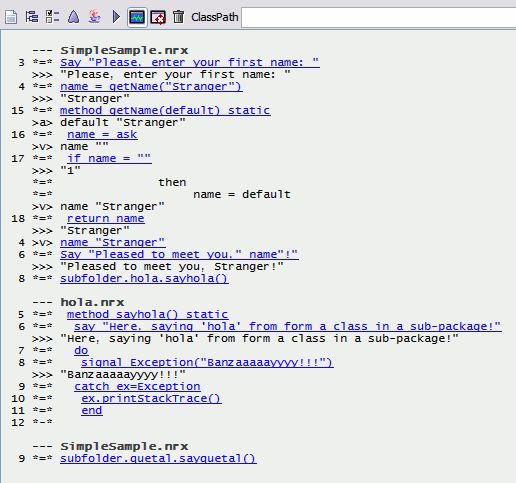 ClassPath
--- SimpleSample.nrx
3 *=* Say "Please, enter your first name: "
>>> "Please, enter your first name: "
4 *=* name = getName("Stranger")
>>> "Stranger"
15 *=* method getName(default) static
>a> default "Stranger"
16 *=* name = ask
>v> name ""
17 *=* if name = ""
>>> "1"
*=* then
*=* name = default
>v> name "Stranger"
18 *=* return name
>>> "Stranger"
4 >v> name "Stranger"
6 *=* Say "Pleased to meet you," name"!"
>>> "Pleased to meet you, Stranger!"
8 *=* subfolder.hola.sayhola()
--- hola.nrx
5 *=* method sayhola() static
6 *=* say "Here, saying 'hola' from form a class in a sub-package!"
>>> "Here, saying 'hola' from form a class in a sub-package!"
7 *=* do
8 *=* signal Exception("Banzaaaaayyyy!!!")
>>> "Banzaaaaayyyy!!!"
9 *=* catch ex=Exception
10 *=* ex.printStackTrace()
11 *=* end
12 *-*
--- SimpleSample.nrx
9 *=* subfolder.quetal.sayquetal()